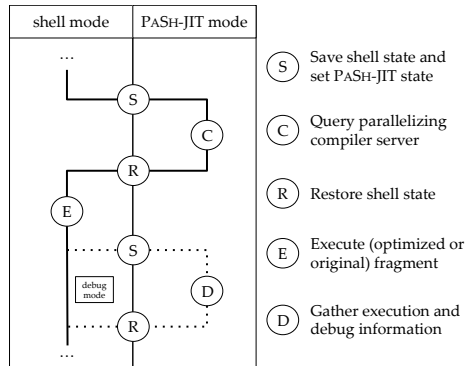 shell mode PASH-JIT mode
...
S
C
R
E
S
debug
mode
D
R
...
S Save shell state and
set PASH-JIT state
C Query parallelizing
compiler server
R Restore shell state
E Execute (optimized or
original) fragment
D Gather execution and
debug information